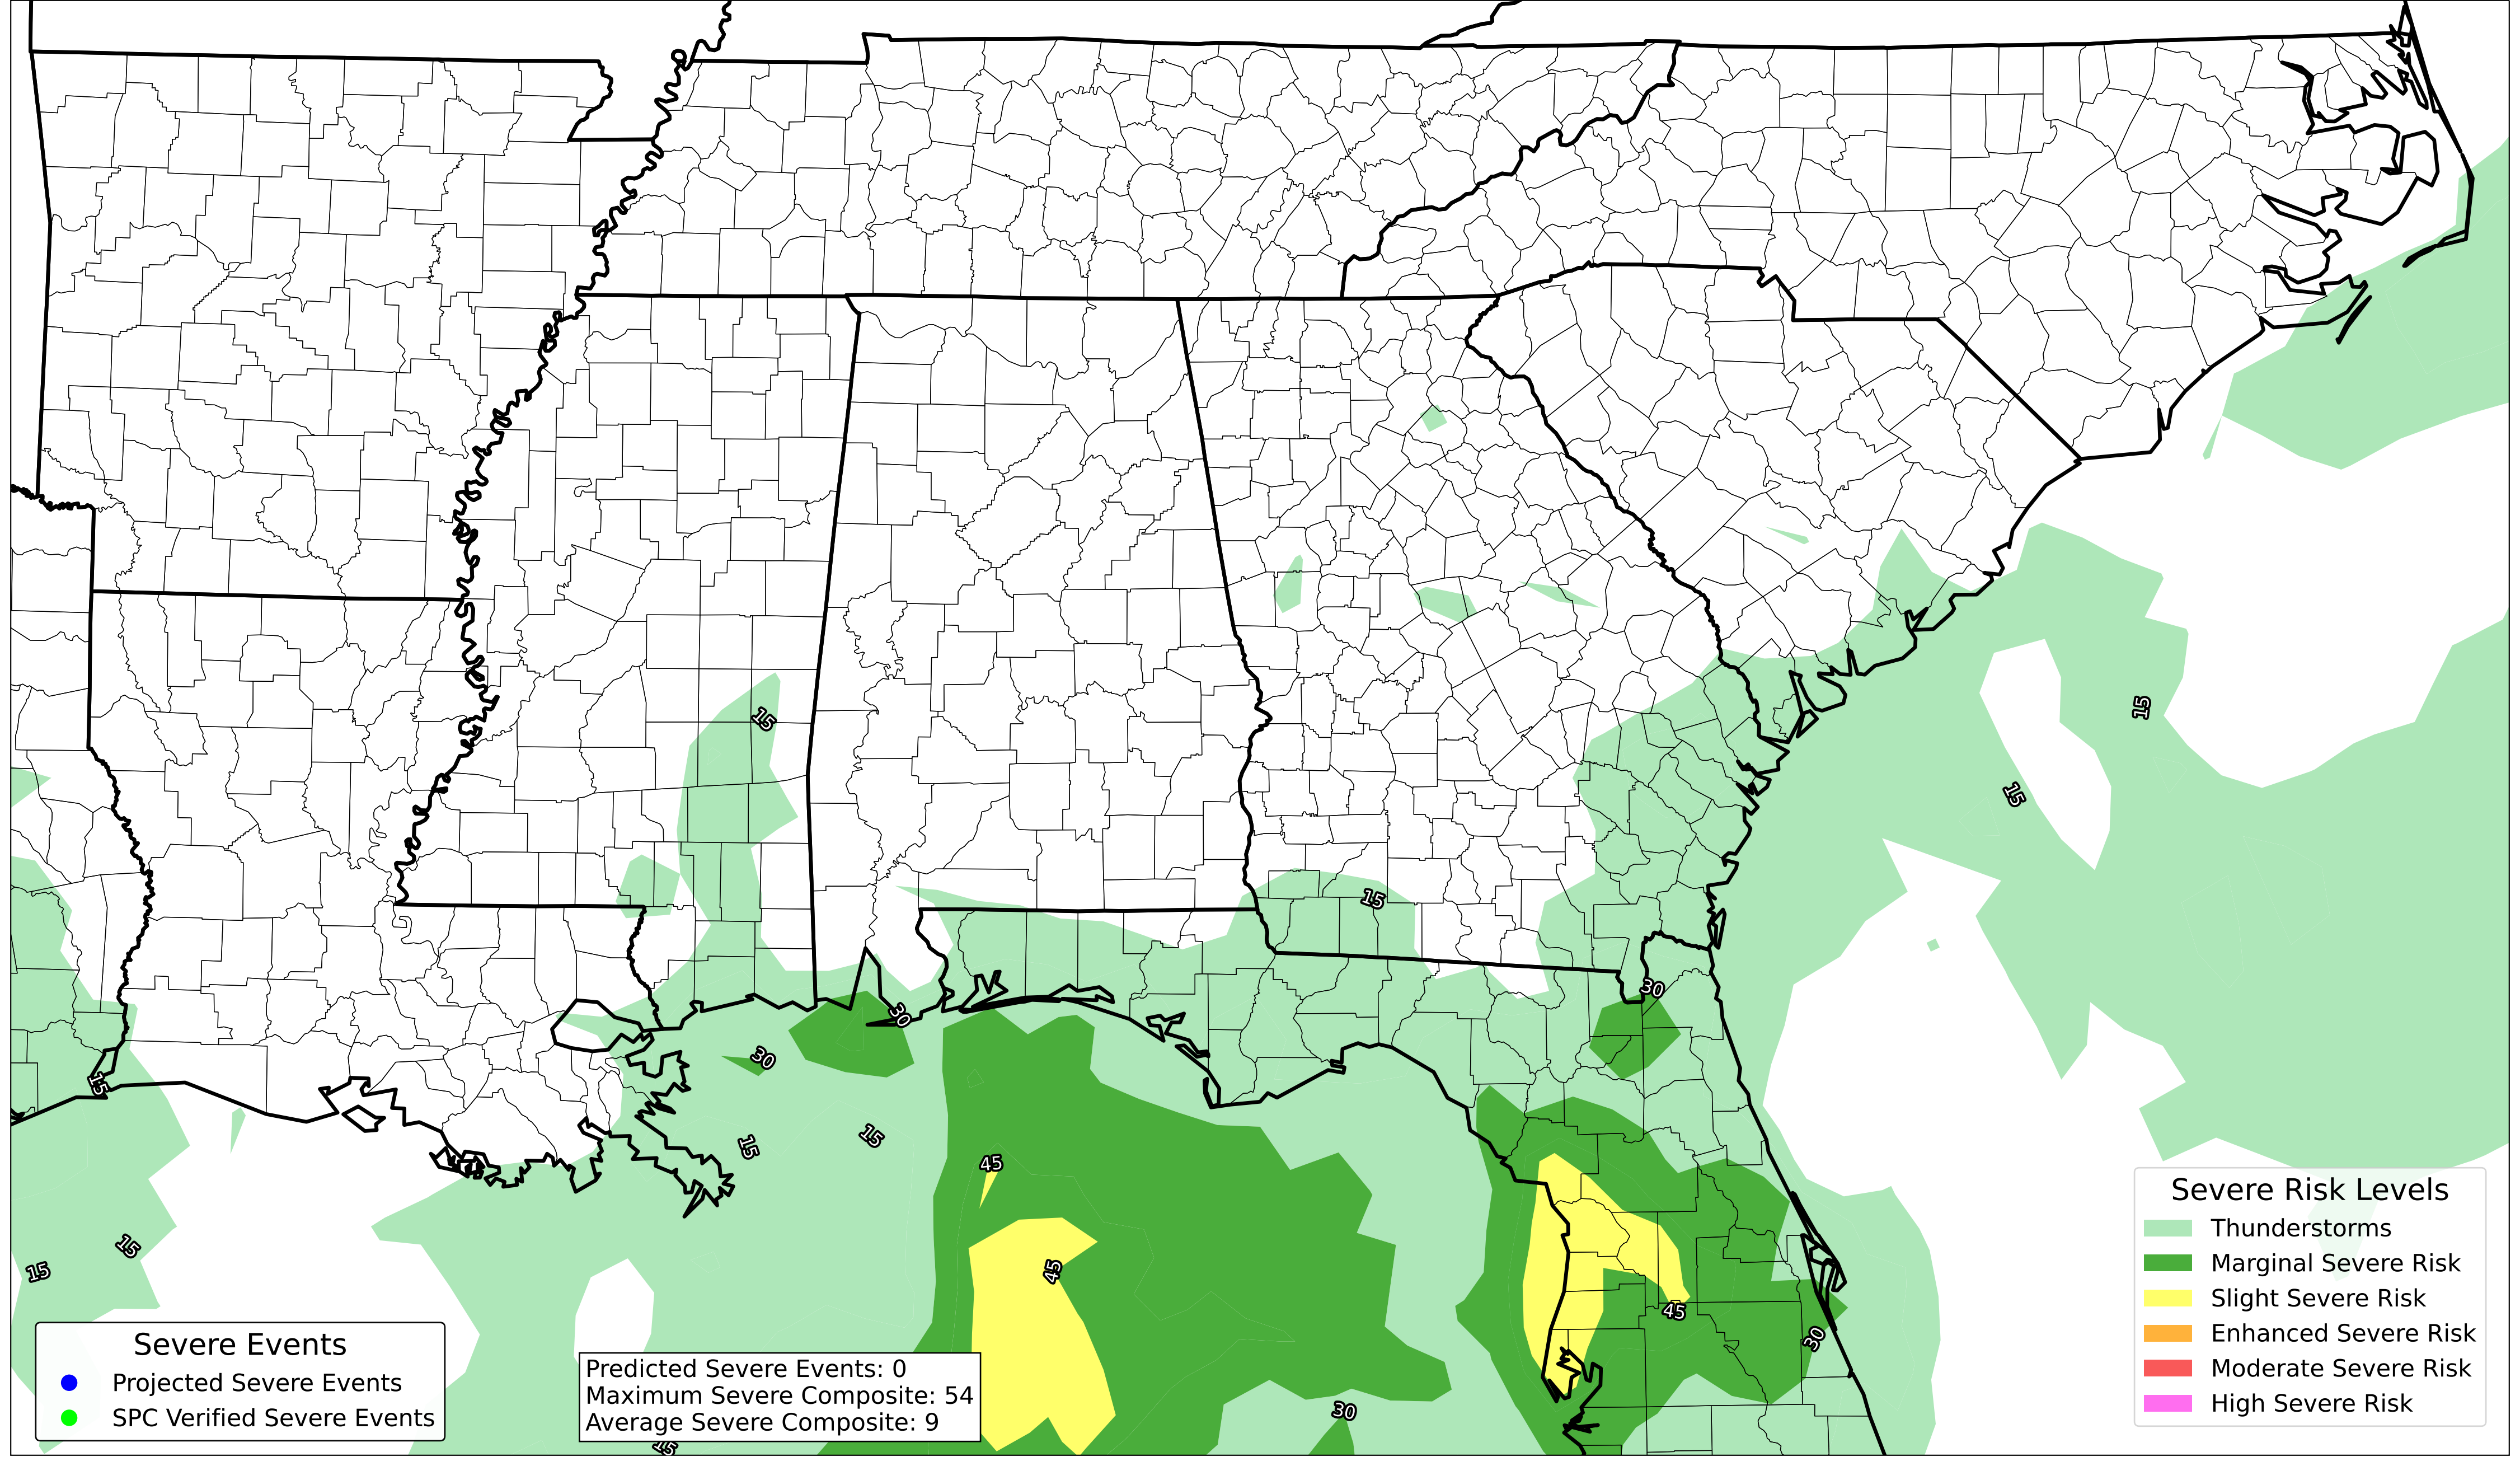 15
15
30
30
30
15
15
15
15
45
15
15
15
45
45
30
30
15
Severe Risk Levels
Thunderstorms
Marginal Severe Risk
Slight Severe Risk
Enhanced Severe Risk
Moderate Severe Risk
High Severe Risk
Severe Events
Projected Severe Events
SPC Verified Severe Events
Predicted Severe Events: 0
Maximum Severe Composite: 54
Average Severe Composite: 9